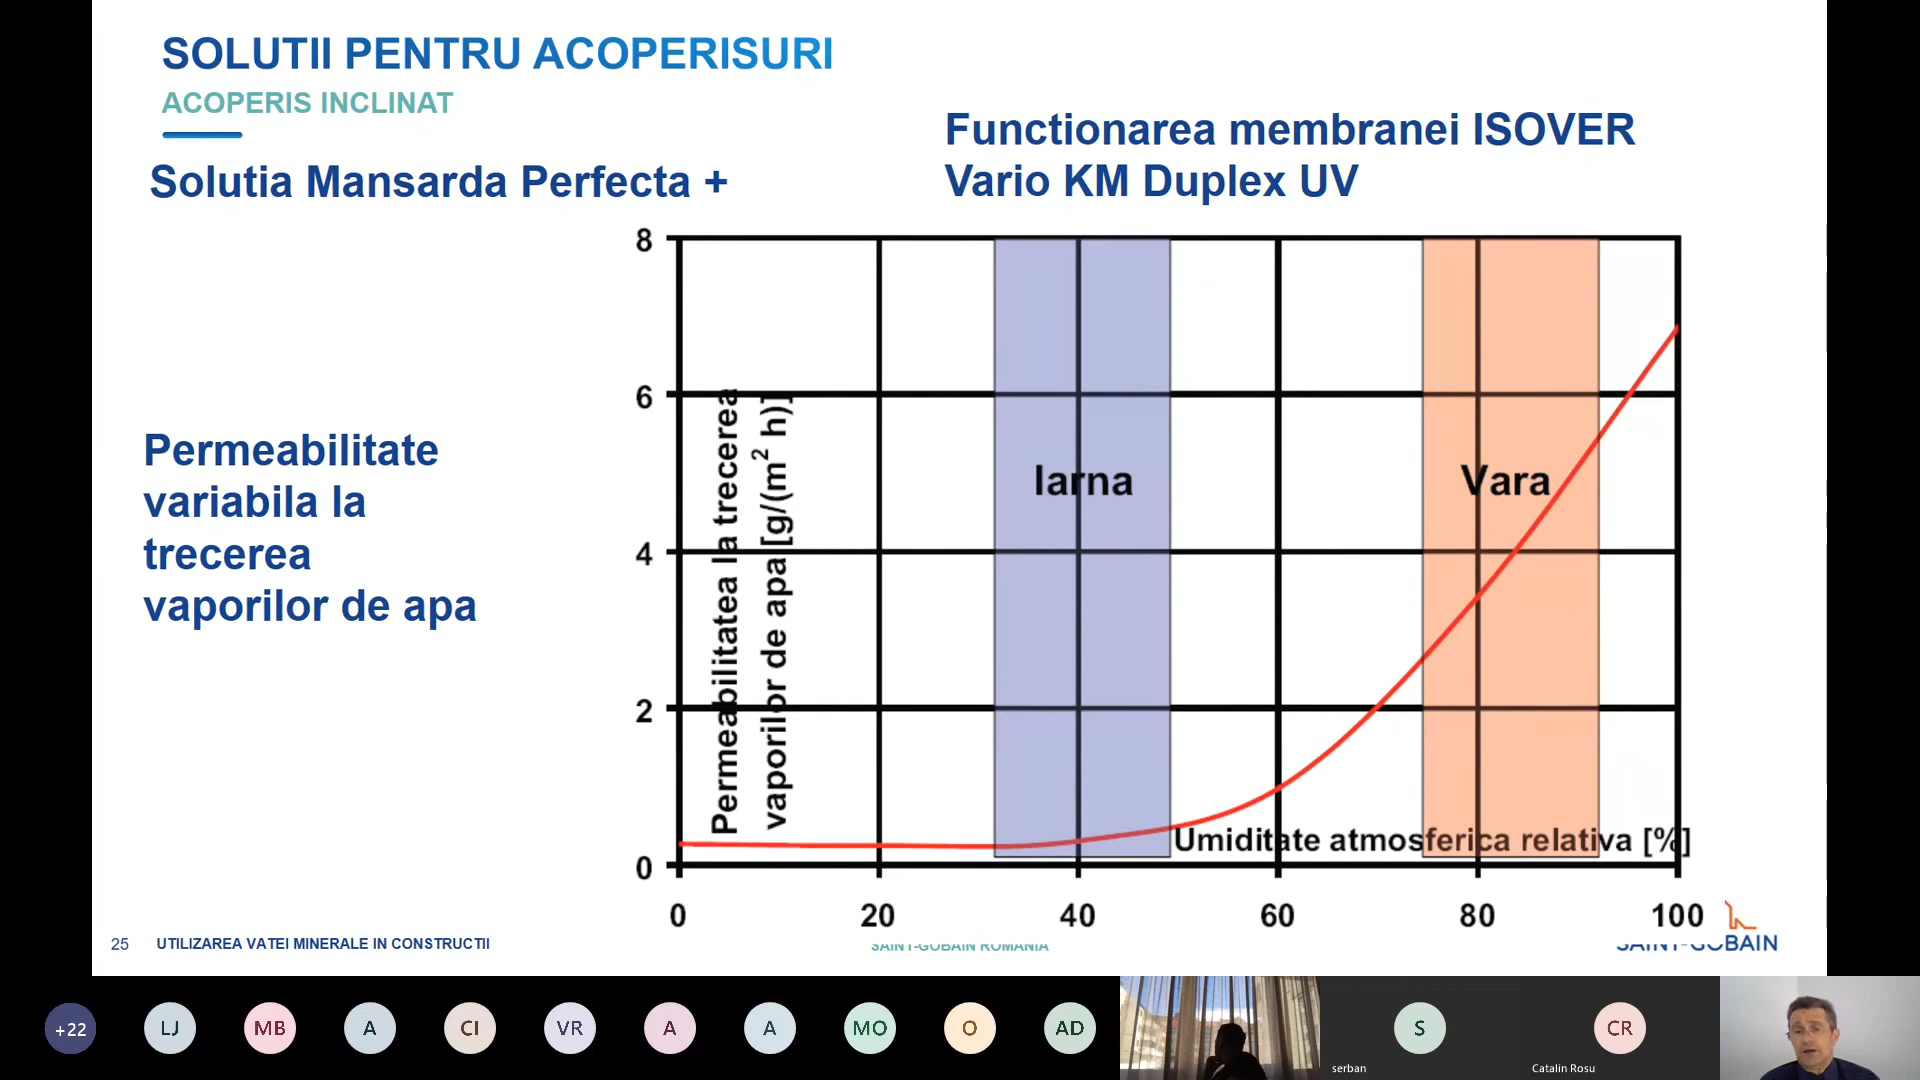 SOLUTII PENTRU ACOPERISURI
ACOPERIS INCLINAT
Solutia Mansarda Perfecta +
Functionarea membranei ISOVER
Vario KM Duplex UV
Permeabilitate
variabila la
trecerea
vaporilor de apa
8
6
4
2
0
Permeabilitatea la trecerea
vaporilor de apa [g/(m² h)]
Iarna
Vara
Umiditate atmosferica relativa [%]
0 20 40 60 80 100
25 UTILIZAREA VATEI MINERALE IN CONSTRUCTII
SAINT-GOBAIN ROMANIA
SAINT-GOBAIN
+22 LJ MB A CI VR A A MO O AD S CR
serban
Catalin Rosu